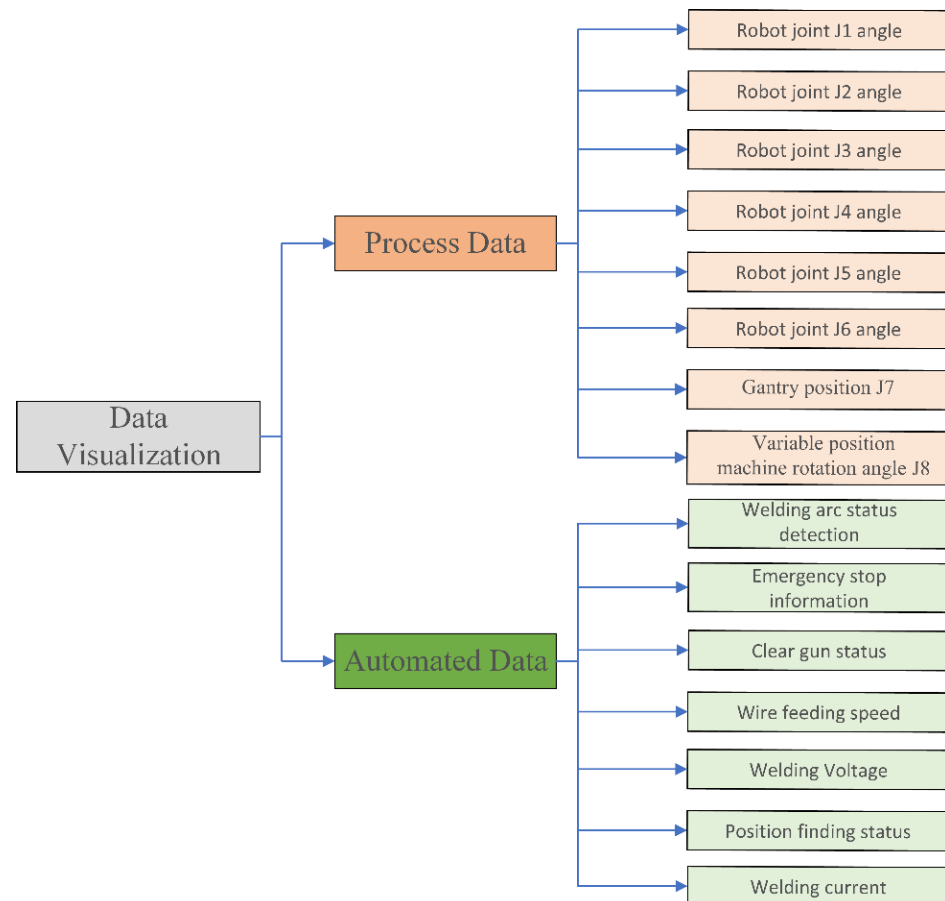 Robot joint J1 angle
Robot joint J2 angle
Robot joint J3 angle
Robot joint J4 angle
Process Data
Robot joint J5 angle
Robot joint J6 angle
Gantry position J7
Data
Visualization
Variable position
machine rotation angle J8
Welding arc status
detection
Emergency stop
information
Automated Data
Clear gun status
Wire feeding speed
Welding Voltage
Position finding status
Welding current